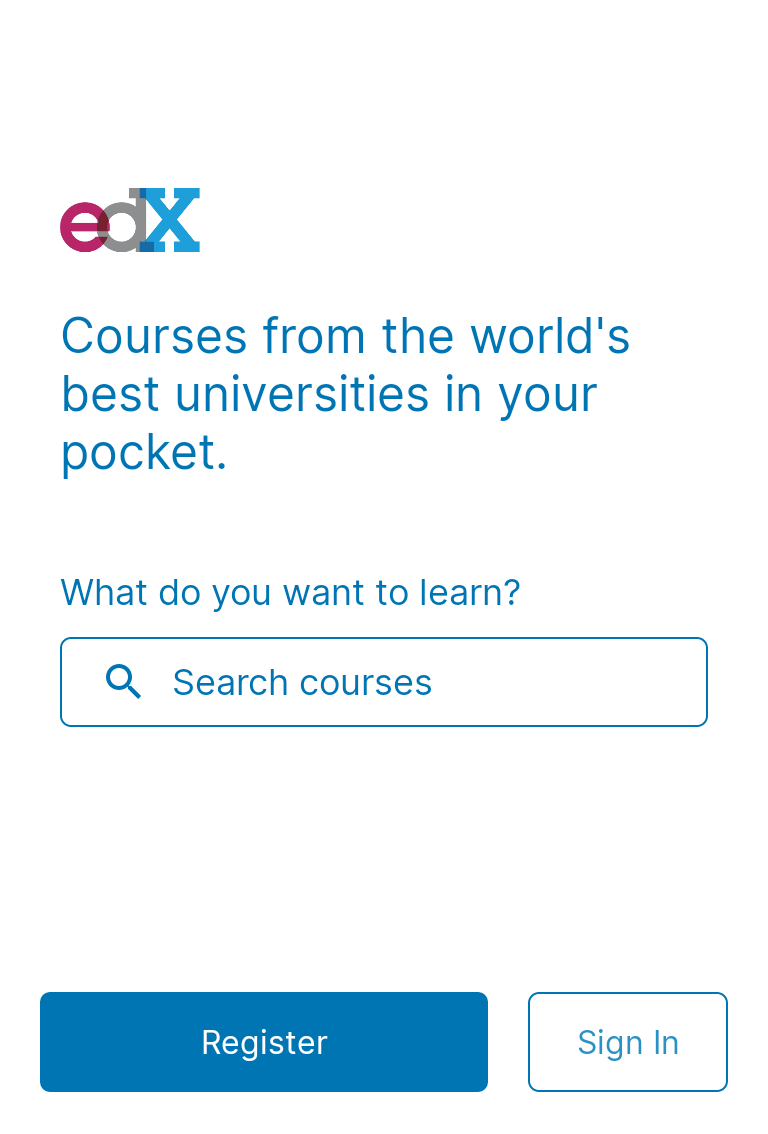 edX
Courses from the world's
best universities in your
pocket.
What do you want to learn?
Search courses
Register
Sign In